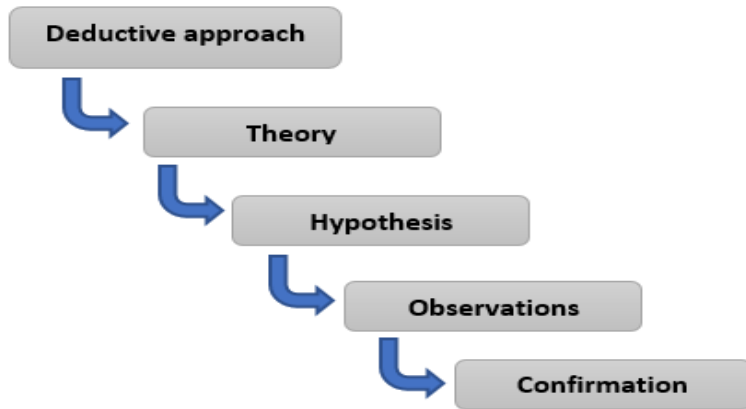 Deductive approach
Theory
Hypothesis
Observations
Confirmation